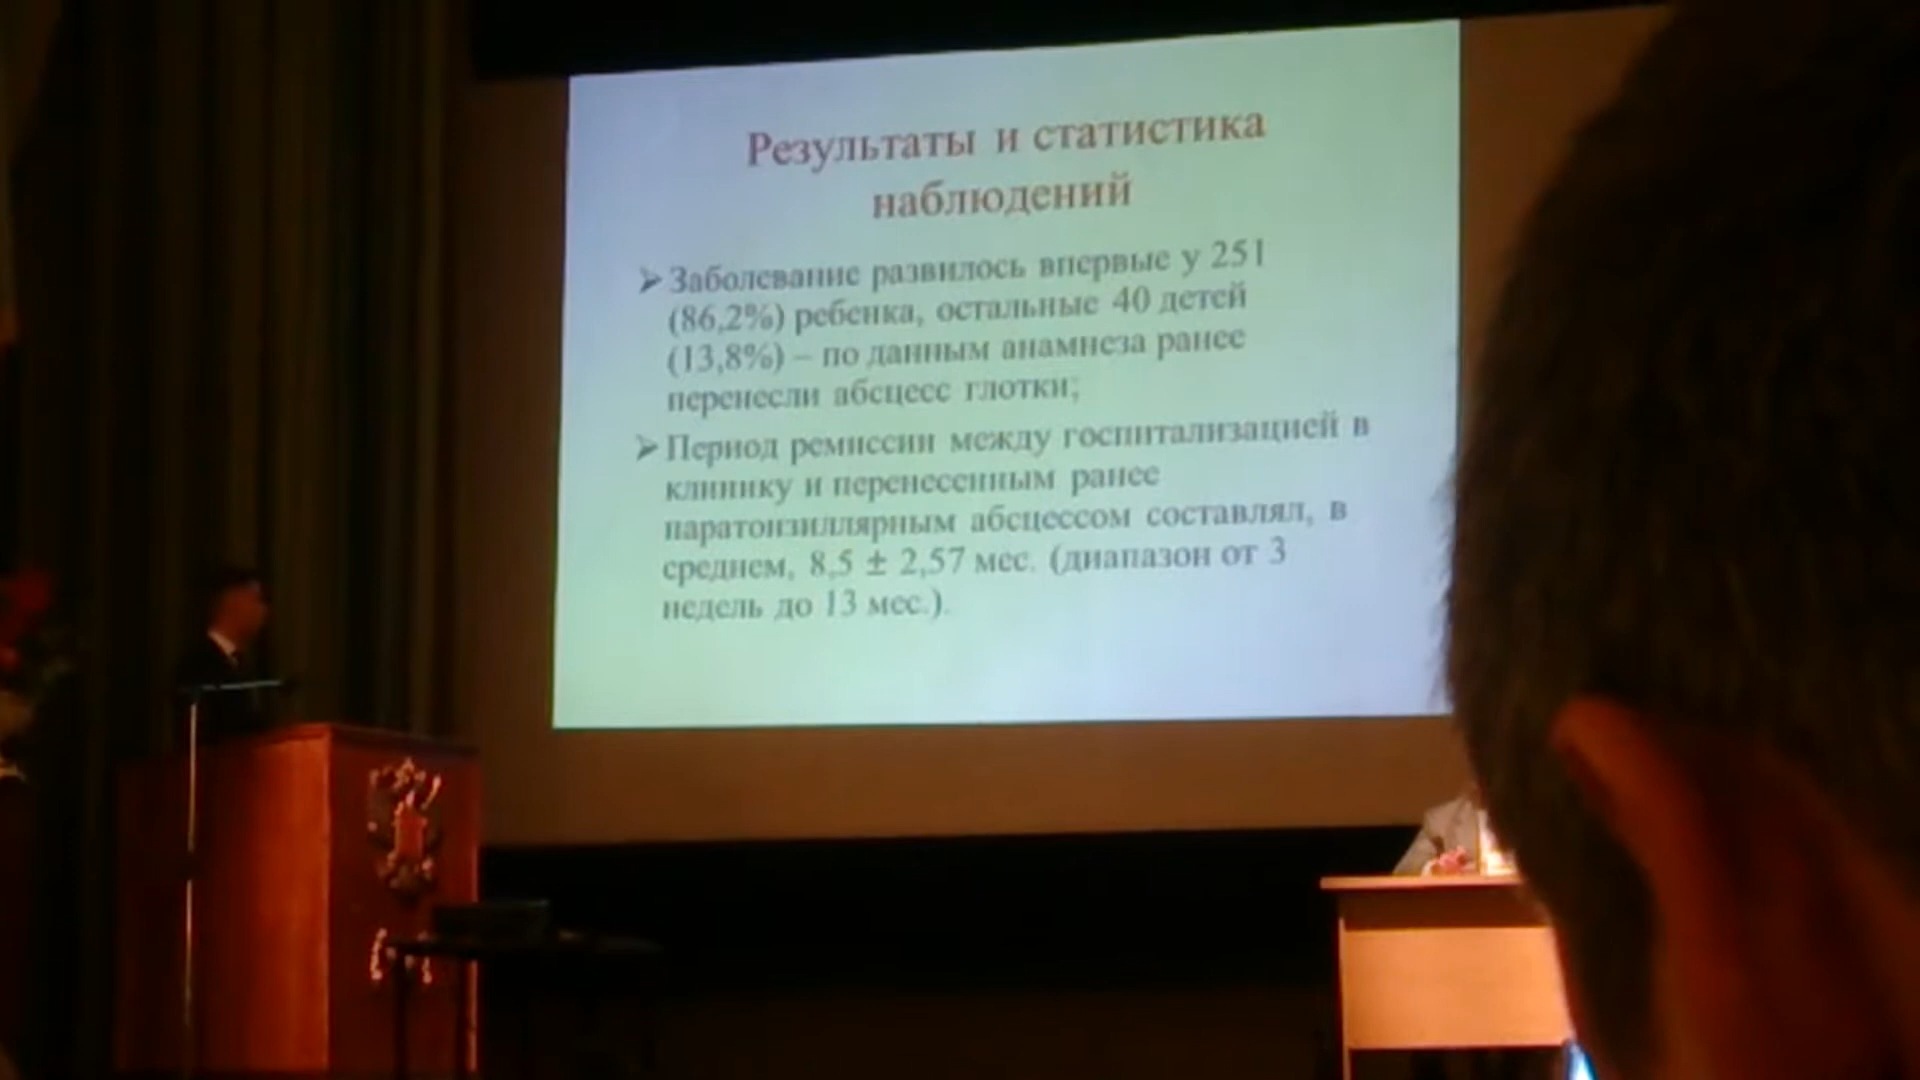 Результаты и статистика
наблюдений
Заболевание развилось впервые у 251
(86,2%) ребенка, остальные 40 детей
(13,8%) – по данным анамнеза ранее
перенесли абсцесс глотки;
Период ремиссии между госпитализацией в
клинику и перенесенным ранее
паратонзиллярным абсцессом составлял, в
среднем, 8,5 ± 2,57 мес. (диапазон от 3
недель до 13 мес.).